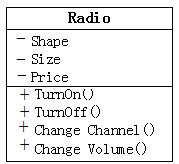 Radio
- Shape
- Size
- Price
+ TurnOn()
+ TurnOff()
+ Change Channel()
+ Change Volume()